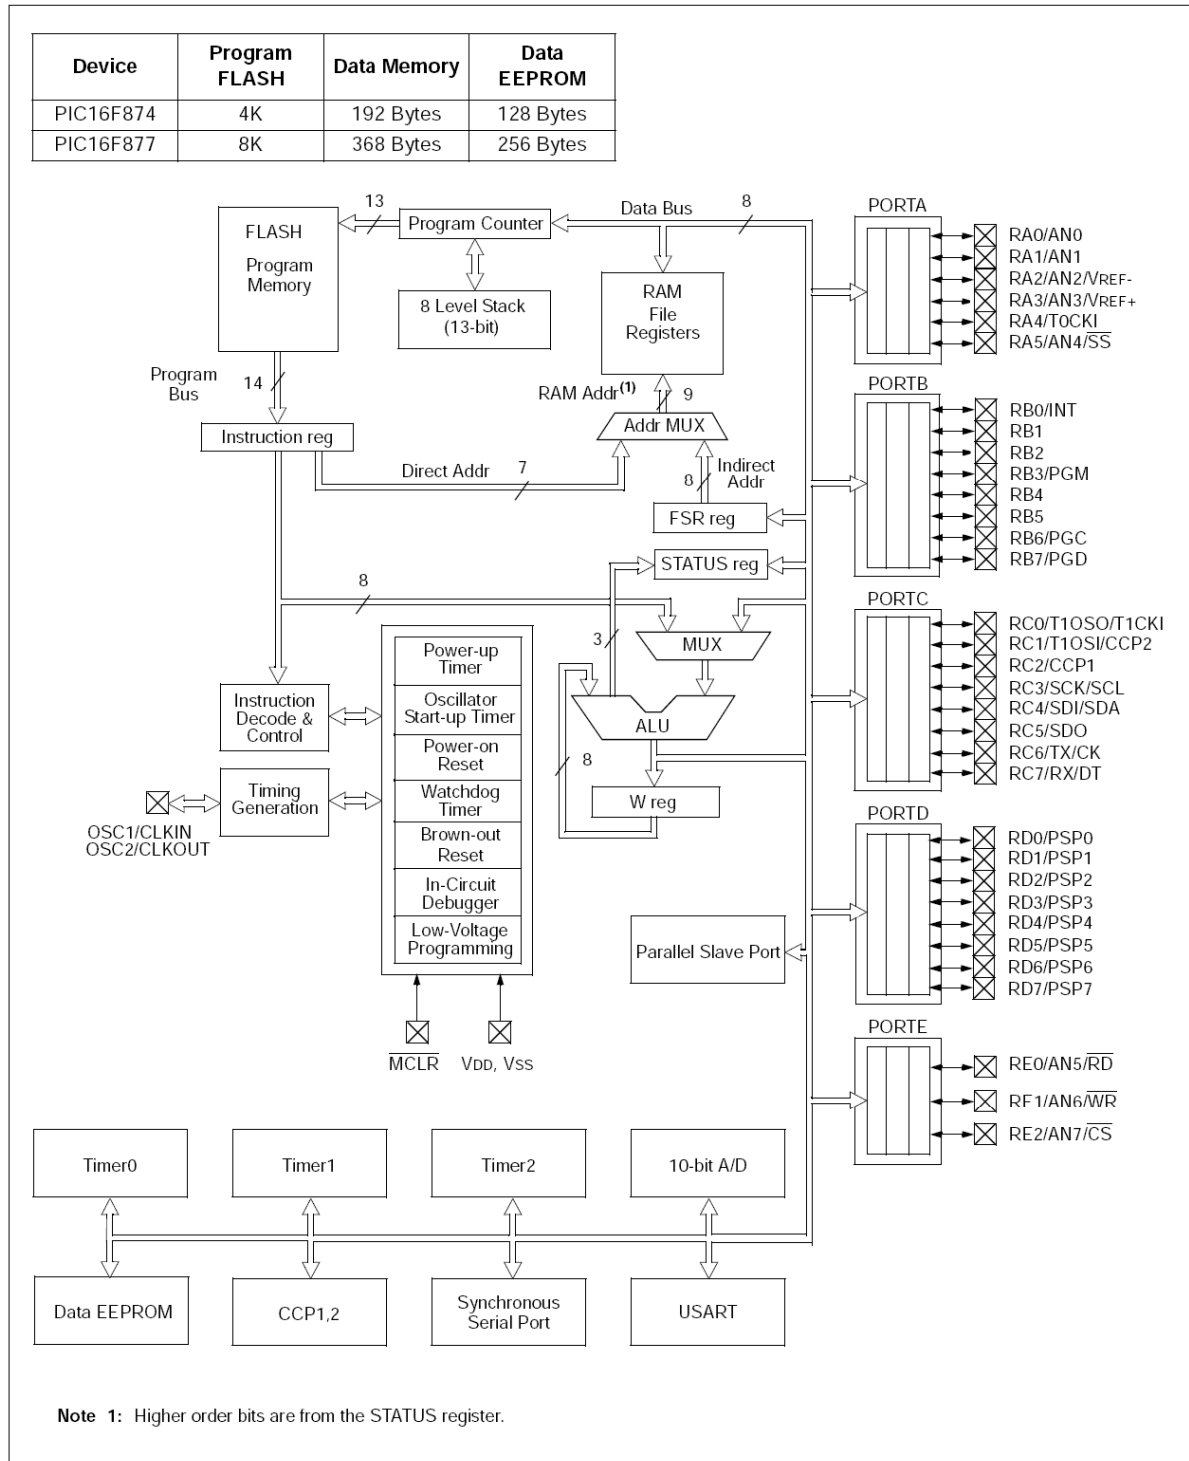 Device Program FLASH Data Memory Data EEPROM
PIC16F874 4K 192 Bytes 128 Bytes
PIC16F877 8K 368 Bytes 256 Bytes
FLASH
Program
Memory
13
Program Counter
Data Bus
8
8 Level Stack
(13-bit)
RAM
File
Registers
Program
Bus
14
RAM Addr(1)
9
Addr MUX
Instruction reg
Direct Addr
7
8
Indirect
Addr
FSR reg
STATUS reg
8
3
MUX
ALU
8
W reg
Power-up
Timer
Oscillator
Start-up Timer
Power-on
Reset
Watchdog
Timer
Brown-out
Reset
In-Circuit
Debugger
Low-Voltage
Programming
Instruction
Decode &
Control
Timing
Generation
OSC1/CLKIN
OSC2/CLKOUT
MCLR
VDD, VSS
Parallel Slave Port
PORTA
RA0/AN0
RA1/AN1
RA2/AN2/VREF-
RA3/AN3/VREF+
RA4/T0CKI
RA5/AN4/SS
PORTB
RB0/INT
RB1
RB2
RB3/PGM
RB4
RB5
RB6/PGC
RB7/PGD
PORTC
RC0/T1OSO/T1CKI
RC1/T1OSI/CCP2
RC2/CCP1
RC3/SCK/SCL
RC4/SDI/SDA
RC5/SDO
RC6/TX/CK
RC7/RX/DT
PORTD
RD0/PSP0
RD1/PSP1
RD2/PSP2
RD3/PSP3
RD4/PSP4
RD5/PSP5
RD6/PSP6
RD7/PSP7
PORTE
RE0/AN5/RD
RE1/AN6/WR
RE2/AN7/CS
Timer0
Timer1
Timer2
10-bit A/D
Data EEPROM
CCP1,2
Synchronous
Serial Port
USART
Note 1: Higher order bits are from the STATUS register.